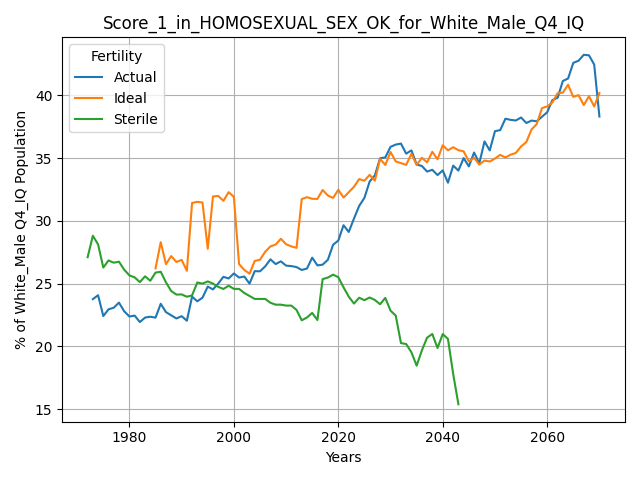 Score_1_in_HOMOSEXUAL_SEX_OK_for_White_Male_Q4_IQ
Fertility
Actual
Ideal
Sterile
% of White_Male Q4_IQ Population
40
35
30
25
20
15
1980
2000
2020
2040
2060
Years